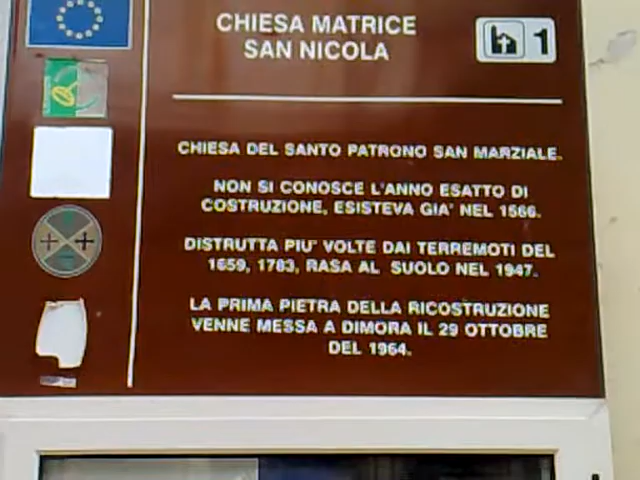 CHIESA MATRICE
SAN NICOLA
1
CHIESA DEL SANTO PATRONO SAN MARZIALE.
NON SI CONOSCE L'ANNO ESATTO DI
COSTRUZIONE, ESISTEVA GIA' NEL 1566.
DISTRUTTA PIU' VOLTE DAI TERREMOTI DEL
1659, 1783, RASA AL SUOLO NEL 1947.
LA PRIMA PIETRA DELLA RICOSTRUZIONE
VENNE MESSA A DIMORA IL 29 OTTOBRE
DEL 1964.